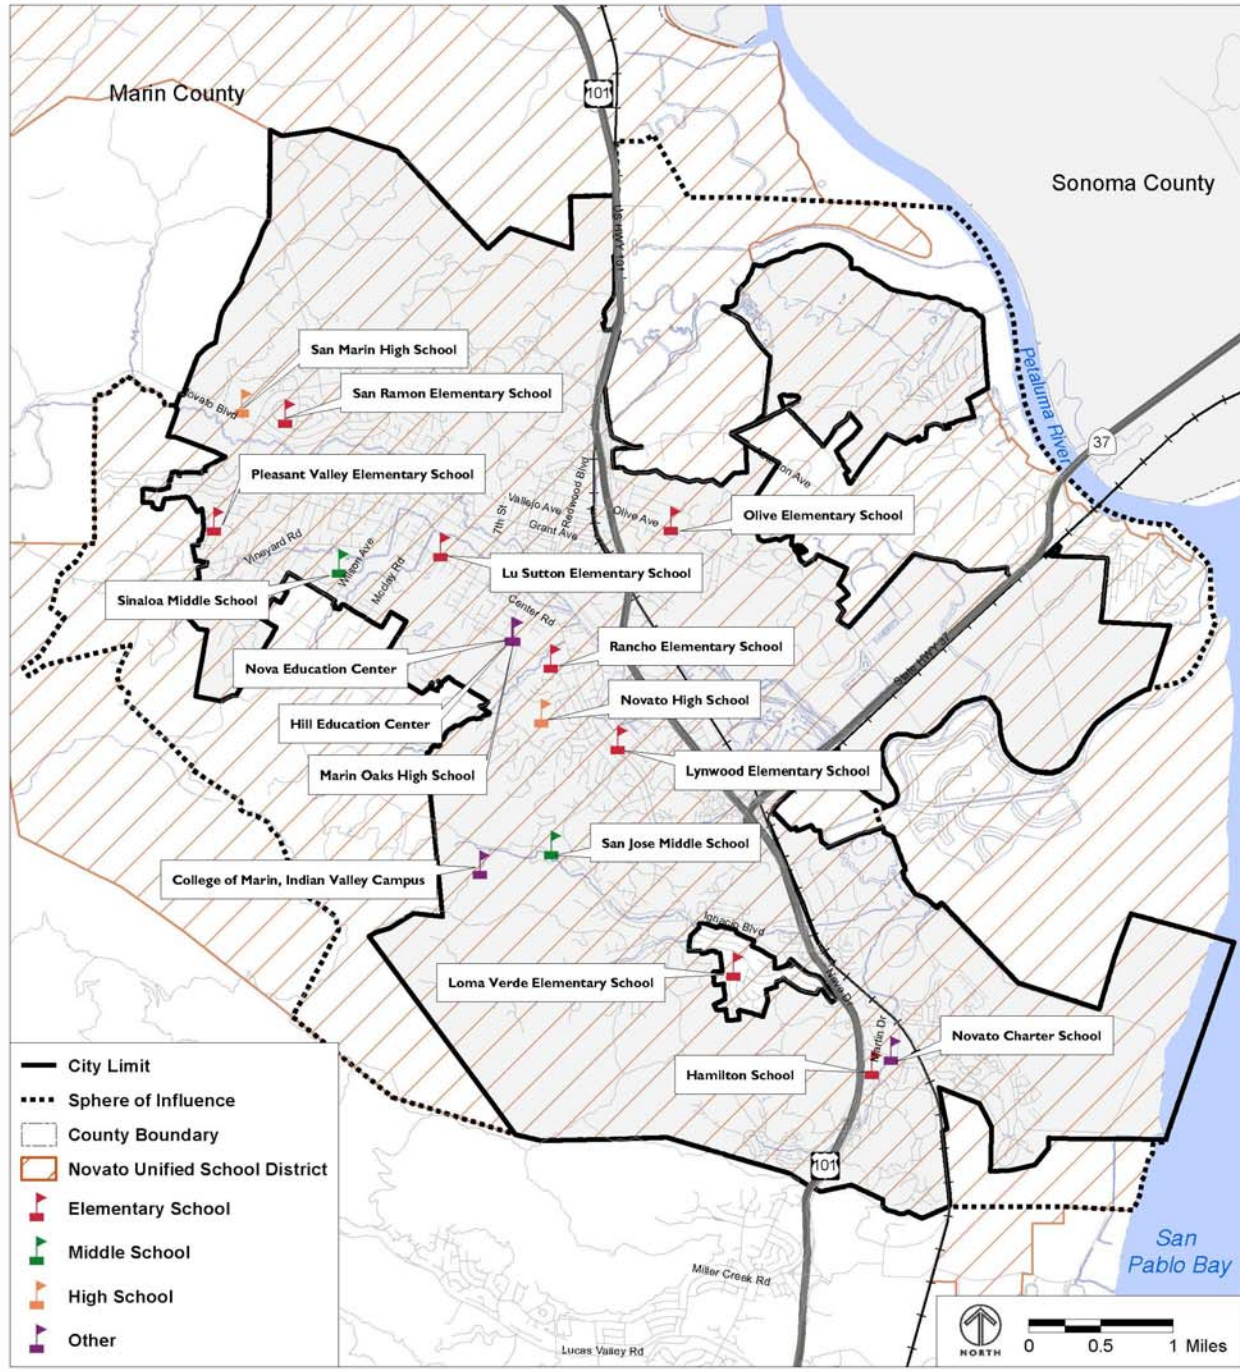 Marin County
101
Sonoma County
US HWY 101
San Marin High School
San Ramon Elementary School
Novato Blvd
Petaluma River
37
Pleasant Valley Elementary School
Redwood Blvd
Vallejo Ave
7th St
Grant Ave
Olive Ave
Olive Elementary School
Vineyard Rd
Wilson Ave
Mcclay Rd
Lu Sutton Elementary School
Sinaloa Middle School
Center Rd
Rancho Elementary School
State HWY 37
Nova Education Center
Novato High School
Hill Education Center
Marin Oaks High School
Lynwood Elementary School
San Jose Middle School
College of Marin, Indian Valley Campus
Ignacio Blvd
Loma Verde Elementary School
Nave Dr
Martin Dr
Novato Charter School
Hamilton School
101
City Limit
Sphere of Influence
County Boundary
Novato Unified School District
Elementary School
Middle School
High School
Other
San
Pablo Bay
Miller Creek Rd
Lucas Valley Rd
NORTH
0 0.5 1 Miles